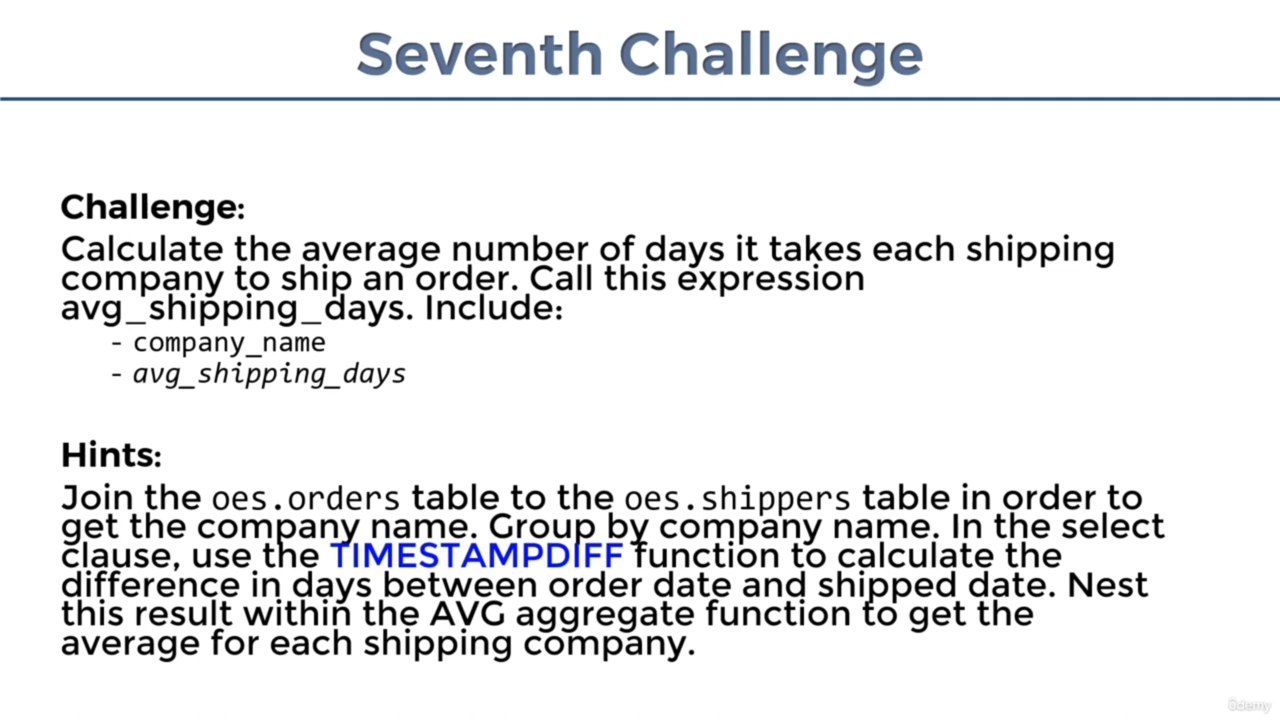 Seventh Challenge
Challenge:
Calculate the average number of days it takes each shipping
company to ship an order. Call this expression
avg_shipping_days. Include:
- company_name
- avg_shipping_days
Hints:
Join the oes.orders table to the oes.shippers table in order to
get the company name. Group by company name. In the select
clause, use the TIMESTAMPDIFF function to calculate the
difference in days between order date and shipped date. Nest
this result within the AVG aggregate function to get the
average for each shipping company.
ûdemy